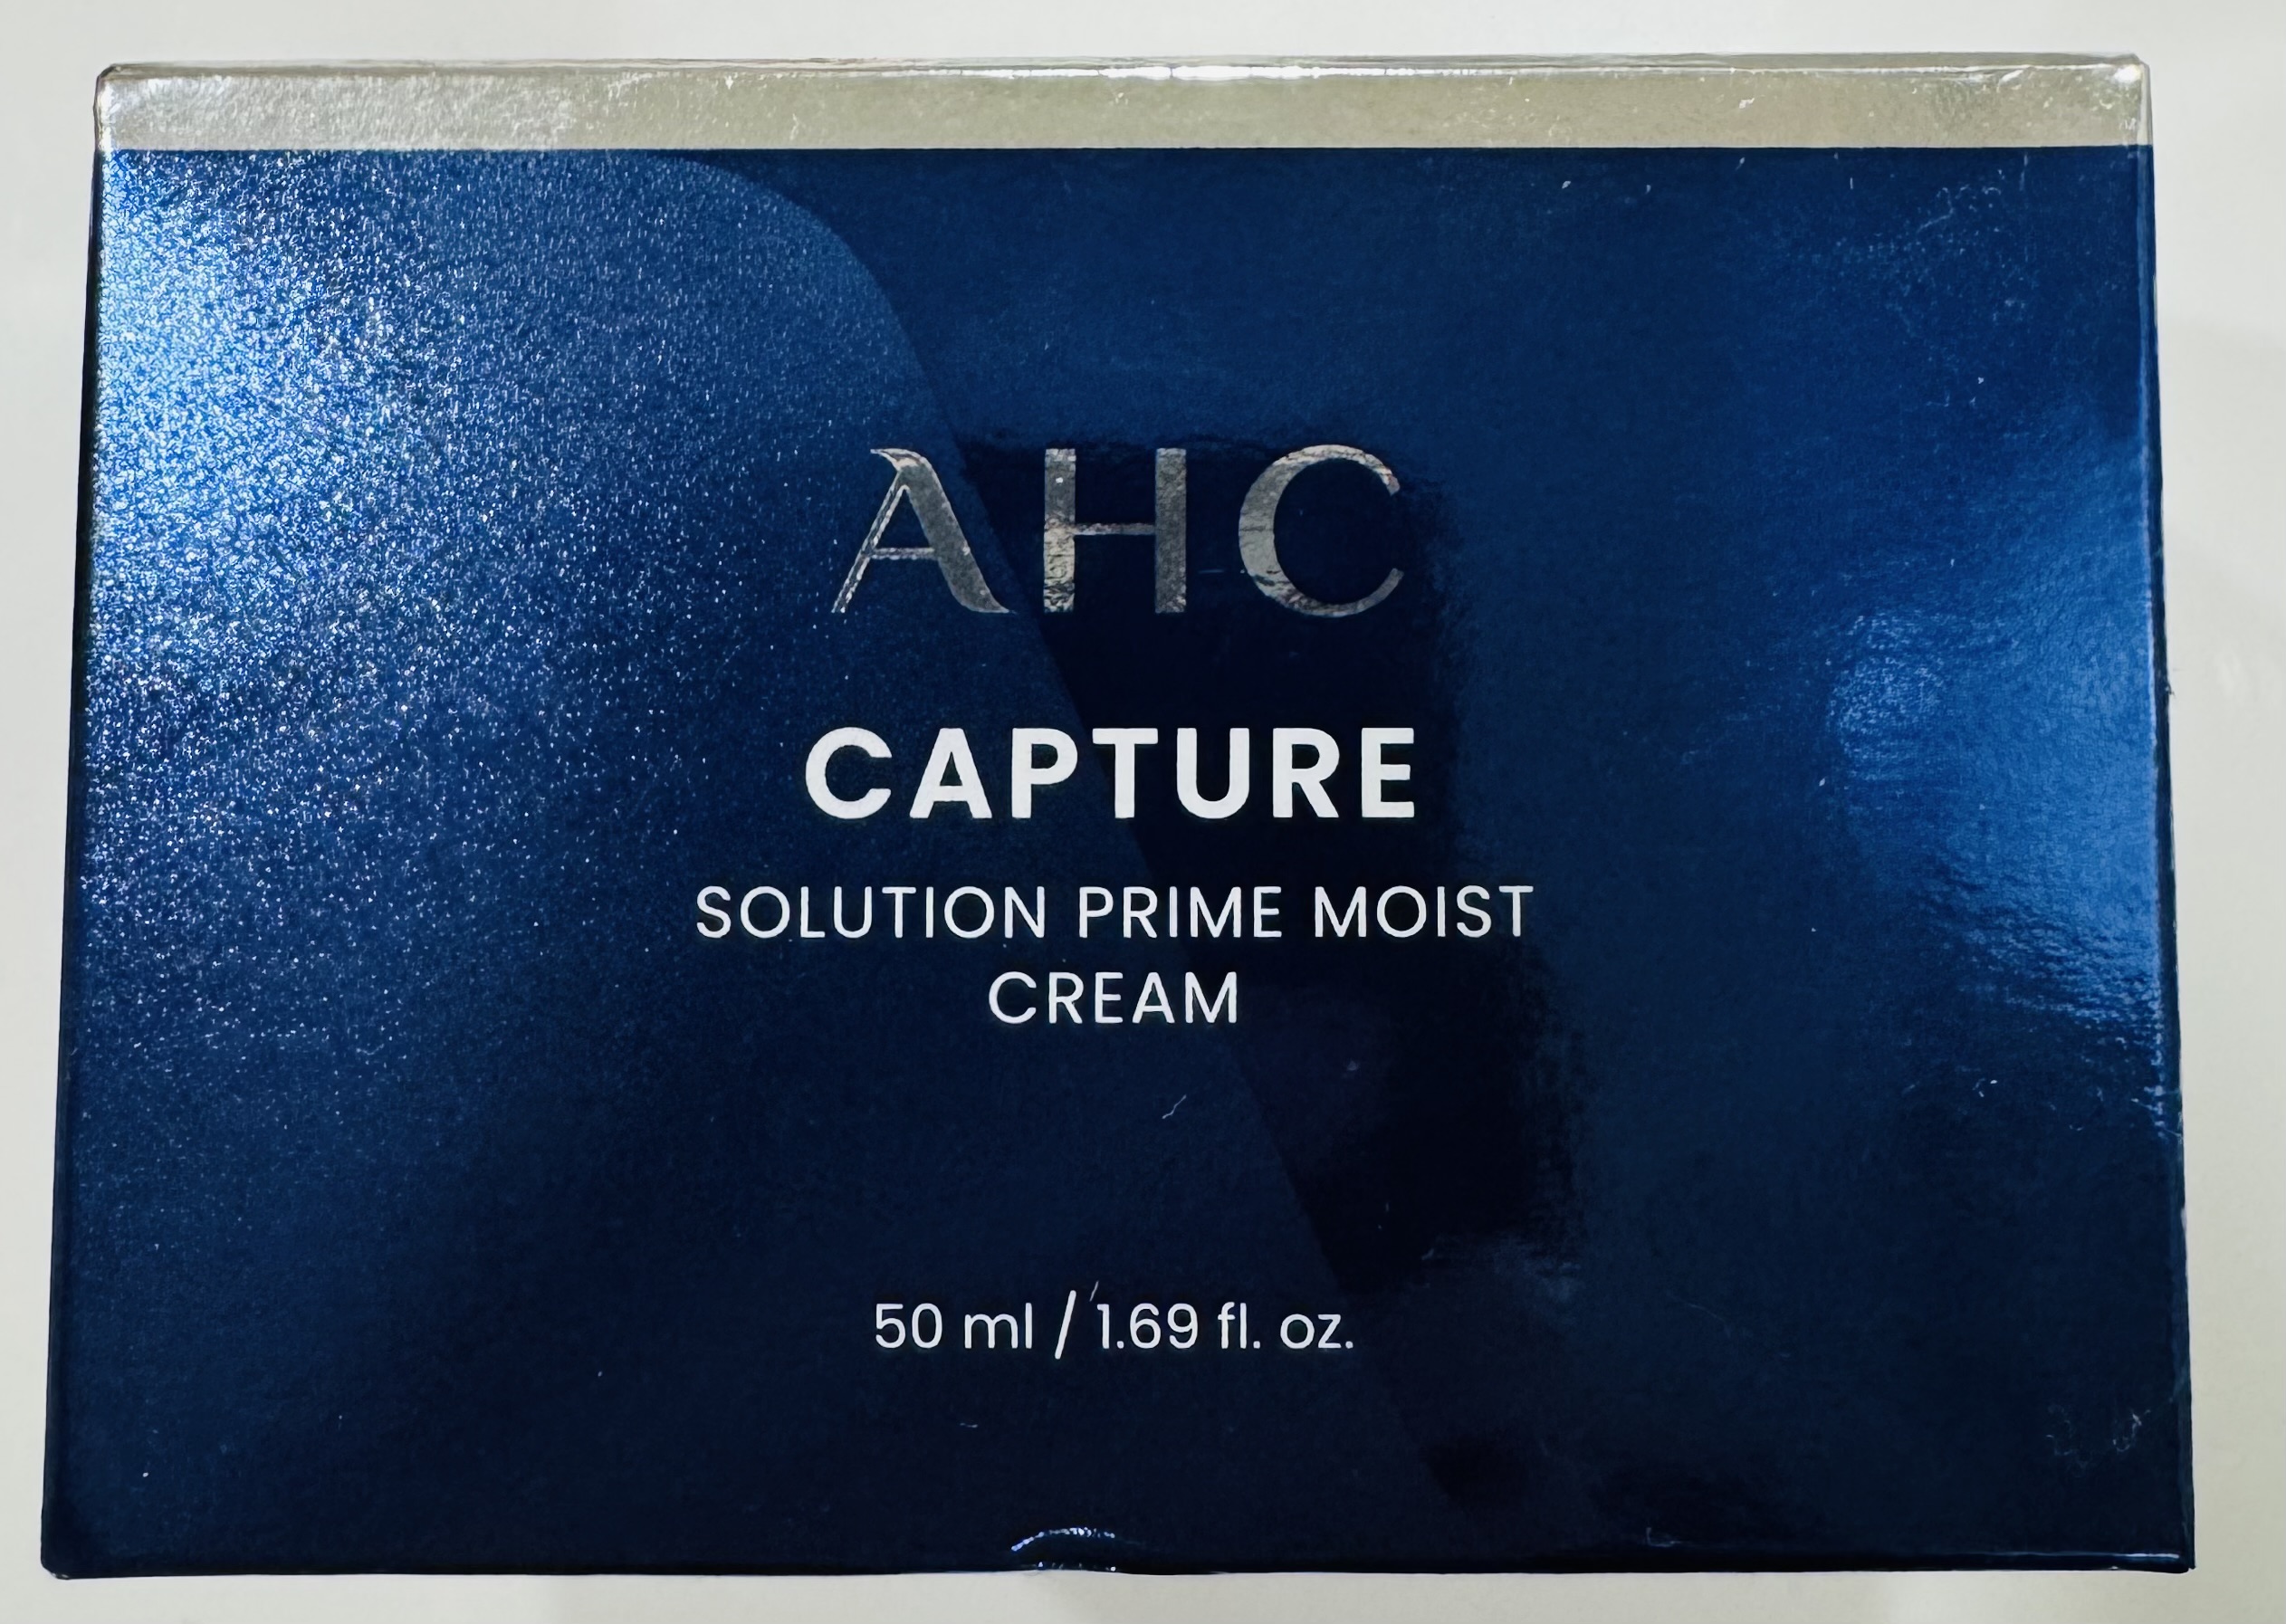 AHC
CAPTURE
SOLUTION PRIME MOIST
CREAM
50 ml / 1.69 fl. oz.